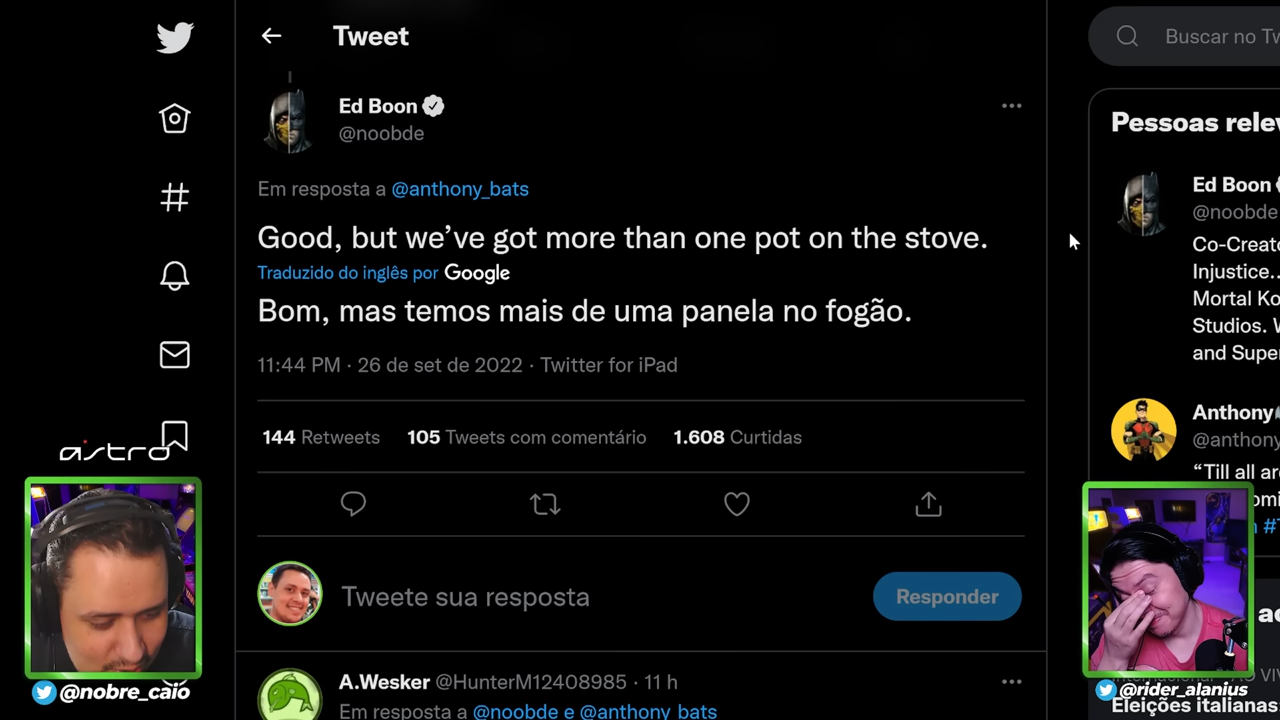 Tweet
Buscar no Tw
Ed Boon
@noobde
Em resposta a @anthony_bats
Good, but we've got more than one pot on the stove.
Traduzido do inglês por Google
Bom, mas temos mais de uma panela no fogão.
11:44 PM · 26 de set de 2022 · Twitter for iPad
144 Retweets 105 Tweets com comentário 1.608 Curtidas
Tweete sua resposta
Responder
A.Wesker @HunterM12408985 · 11 h
Em resposta a @noobde e @anthony_bats
Pessoas relev
Ed Boon
@noobde
Co-Creato
Injustice..
Mortal Ko
Studios. W
and Super
Anthony
@anthony
“Till all are
#T
Eleições italianas
astro
@nobre_caio
@rider_alanius